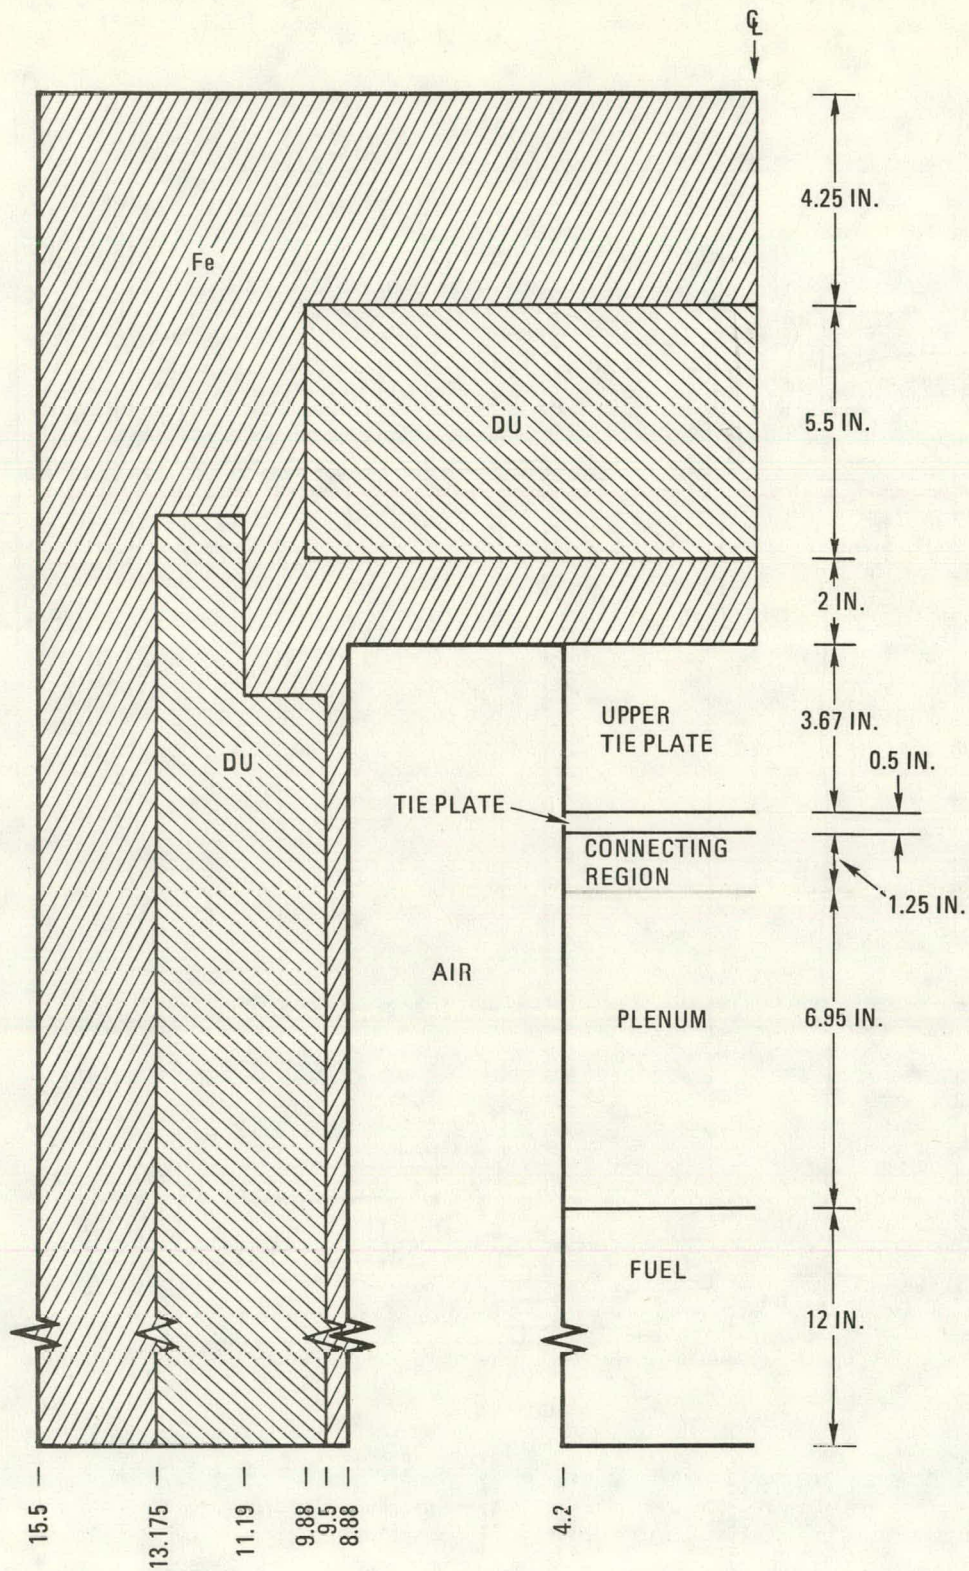 ℄
4.25 IN.
Fe
5.5 IN.
DU
2 IN.
UPPER
TIE PLATE
3.67 IN.
0.5 IN.
DU
TIE PLATE
CONNECTING
REGION
1.25 IN.
AIR
PLENUM
6.95 IN.
FUEL
12 IN.
15.5
13.175
11.19
9.88
9.5
8.88
4.2